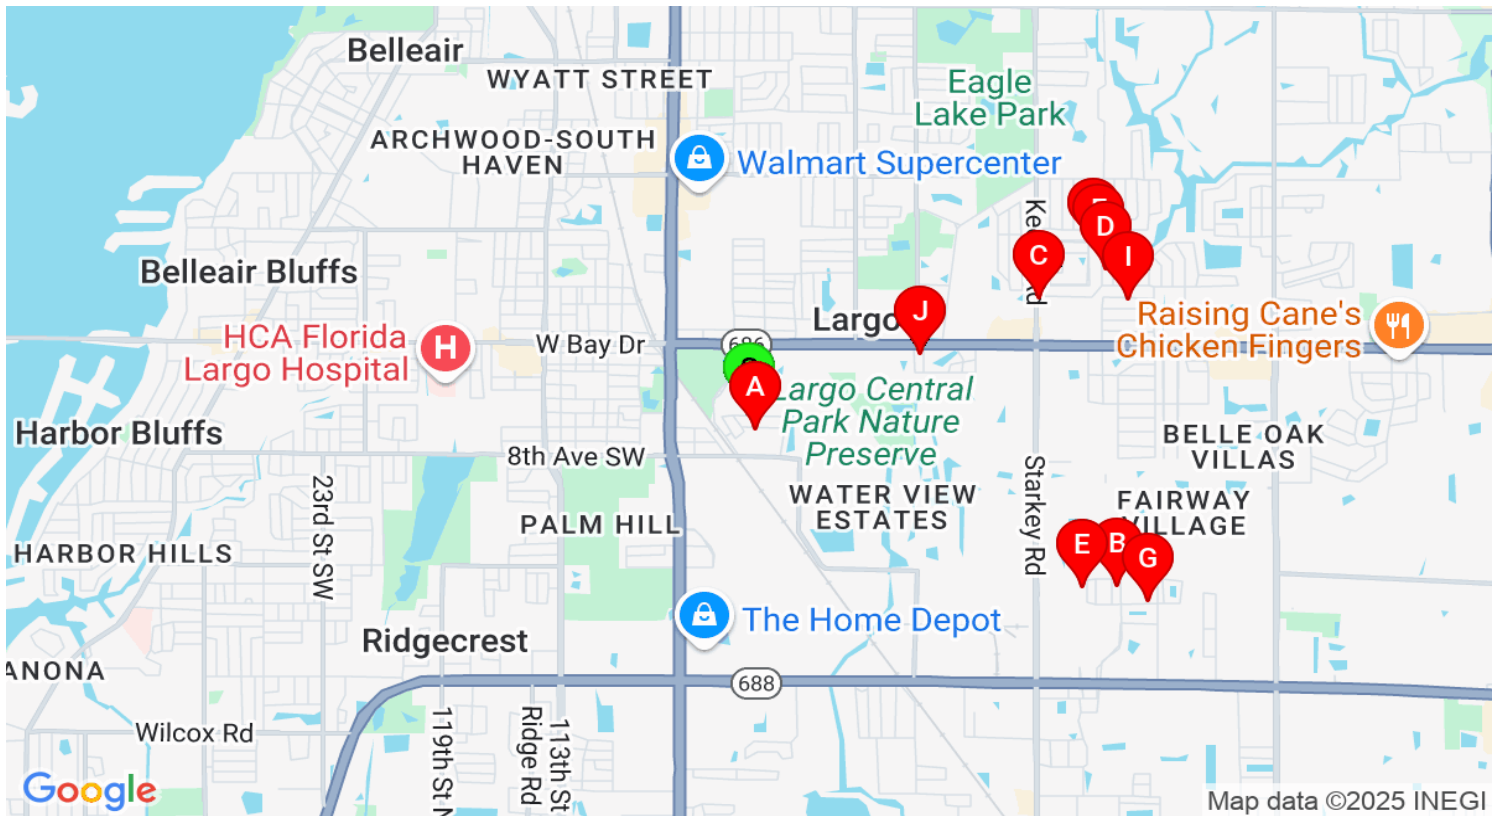 Belleair
WYATT STREET
Eagle
Lake Park
ARCHWOOD-SOUTH
HAVEN
Walmart Supercenter
D
C
I
Belleair Bluffs
J
Largo
Raising Cane's
Chicken Fingers
HCA Florida
Largo Hospital
H
W Bay Dr
686
A
Largo Central
Park Nature
Preserve
Harbor Bluffs
8th Ave SW
BELLE OAK
VILLAS
23rd St SW
WATER VIEW
ESTATES
Starkey Rd
FAIRWAY
VILLAGE
PALM HILL
HARBOR HILLS
E
B
G
The Home Depot
Ridgecrest
ANONA
688
Wilcox Rd
119th St N
Ridge Rd
113th St
Google
Map data ©2025 INEGI